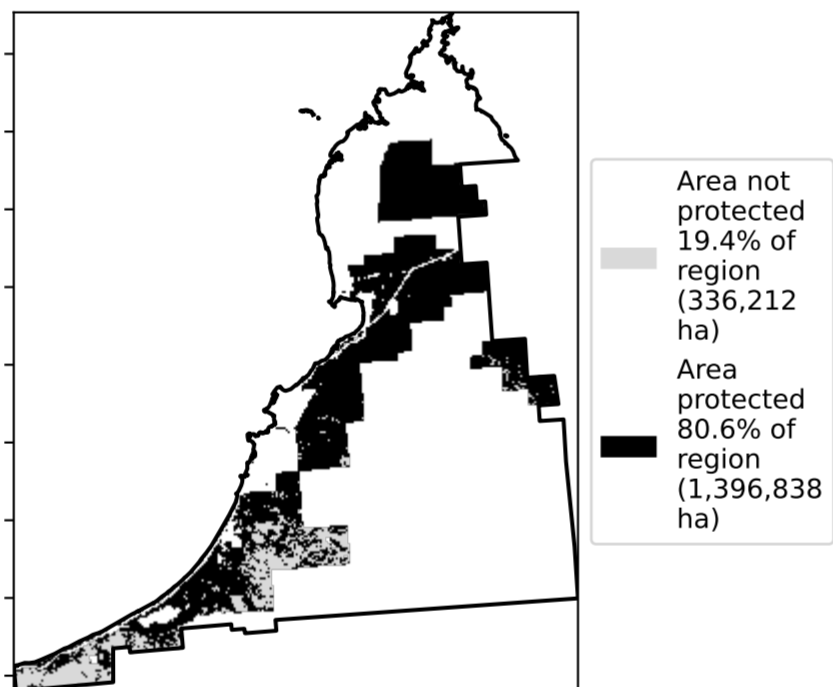 Area not
protected
19.4% of
region
(336,212
ha)
Area
protected
80.6% of
region
(1,396,838
ha)